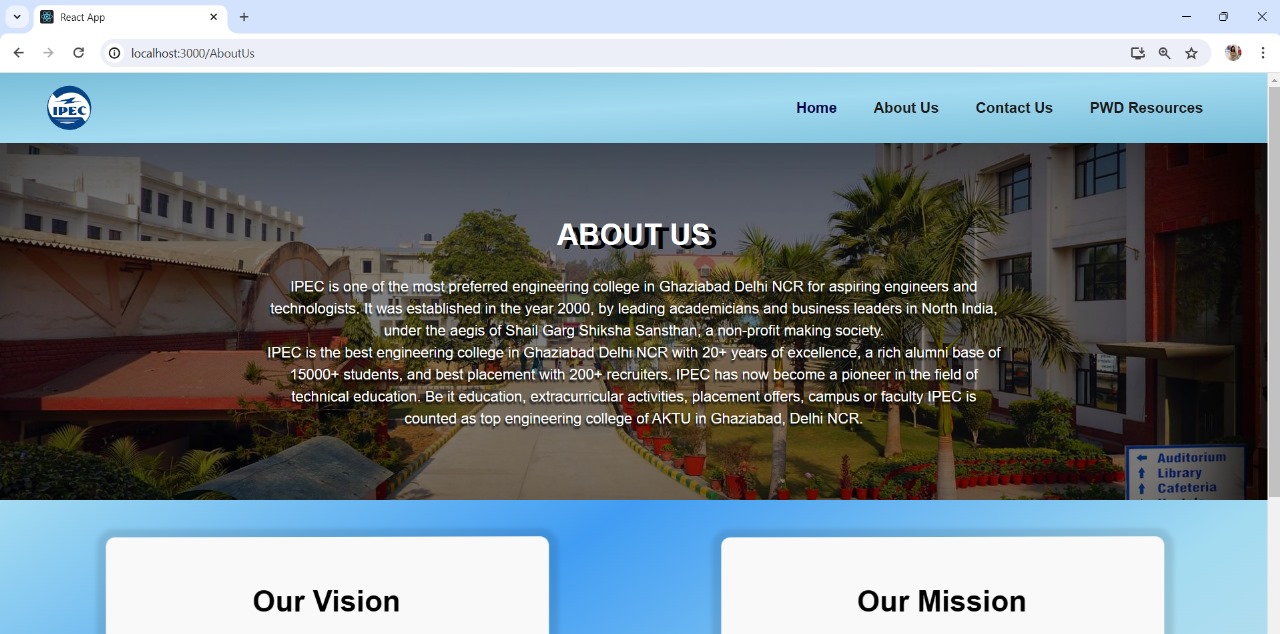 React App
localhost:3000/AboutUs
IPEC
Home
About Us
Contact Us
PWD Resources
ABOUT US
IPEC is one of the most preferred engineering college in Ghaziabad Delhi NCR for aspiring engineers and
technologists. It was established in the year 2000, by leading academicians and business leaders in North India,
under the aegis of Shail Garg Shiksha Sansthan, a non-profit making society.
IPEC is the best engineering college in Ghaziabad Delhi NCR with 20+ years of excellence, a rich alumni base of
15000+ students, and best placement with 200+ recruiters. IPEC has now become a pioneer in the field of
technical education. Be it education, extracurricular activities, placement offers, campus or faculty IPEC is
counted as top engineering college of AKTU in Ghaziabad, Delhi NCR.
Auditorium
Library
Cafeteria
Our Vision
Our Mission